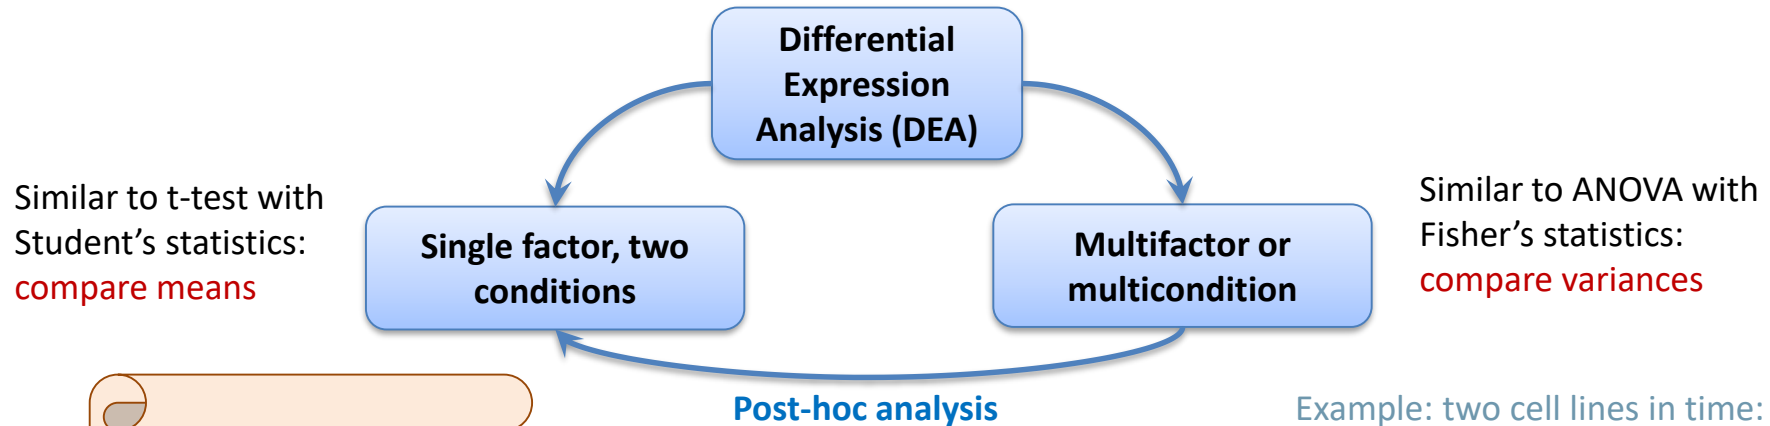 Differential
Expression
Analysis (DEA)
Similar to t-test with
Student’s statistics:
compare means
Single factor, two
conditions
Multifactor or
multicondition
Similar to ANOVA with
Fisher’s statistics:
compare variances
Post-hoc analysis
Example: two cell lines in time: